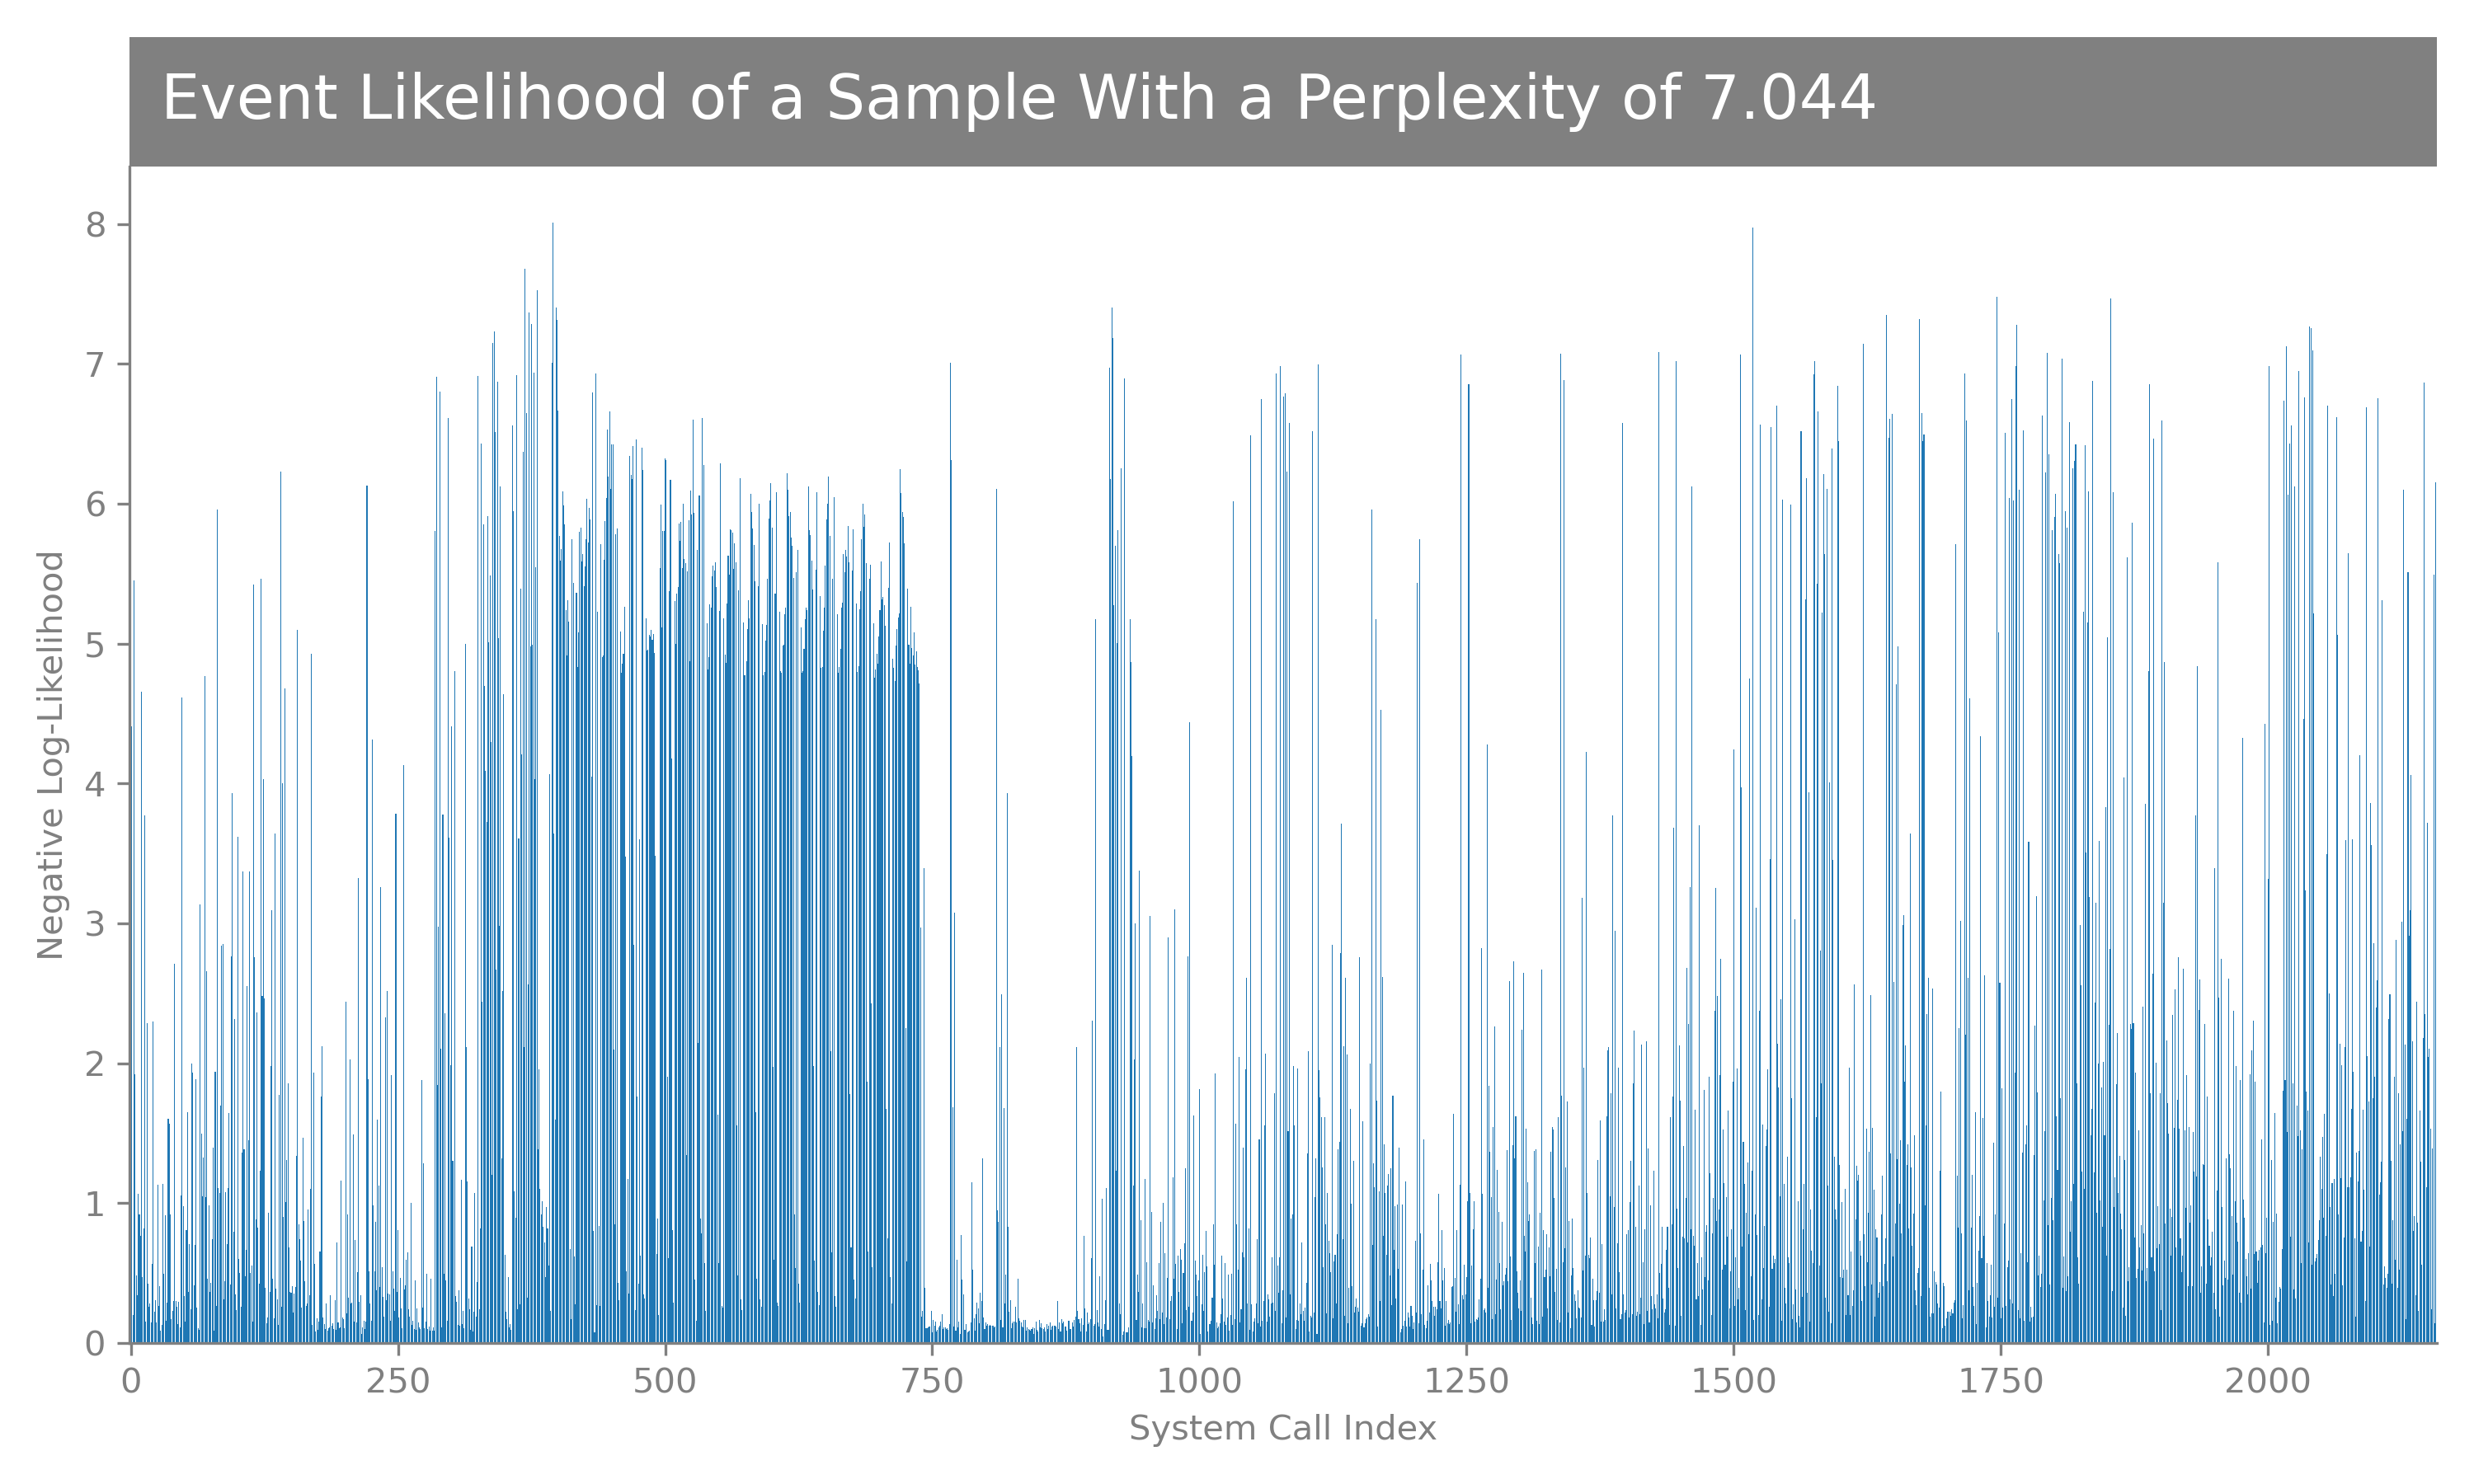 Event Likelihood of a Sample With a Perplexity of 7.044
8
7
6
5
4
3
2
1
0
Negative Log-Likelihood
0 250 500 750 1000 1250 1500 1750 2000
System Call Index